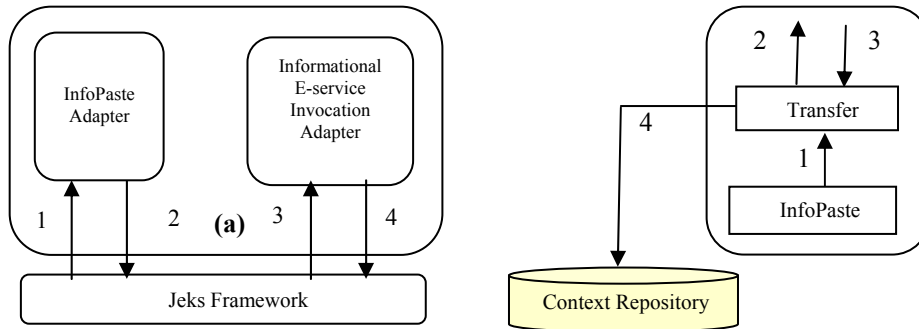 InfoPaste
Adapter
Informational
E-service
Invocation
Adapter
1
2
(a)
3
4
Jeks Framework
2
3
Transfer
4
1
InfoPaste
Context Repository